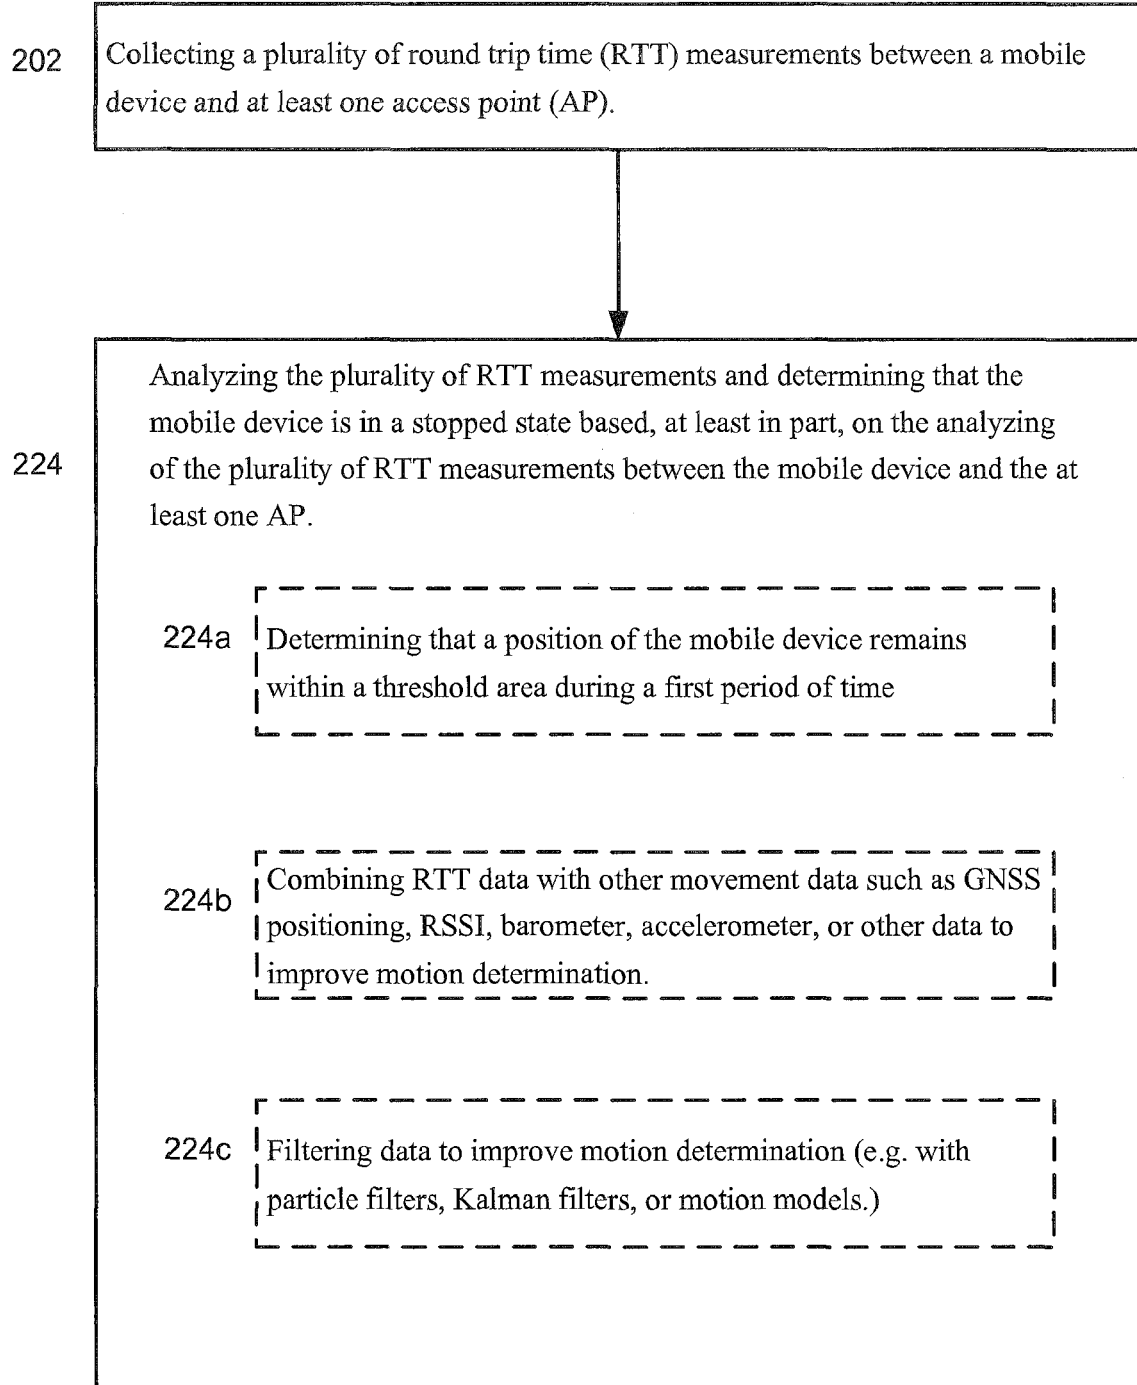 202
Collecting a plurality of round trip time (RTT) measurements between a mobile
device and at least one access point (AP).
224
Analyzing the plurality of RTT measurements and determining that the
mobile device is in a stopped state based, at least in part, on the analyzing
of the plurality of RTT measurements between the mobile device and the at
least one AP.
224a
Determining that a position of the mobile device remains
within a threshold area during a first period of time
224b
Combining RTT data with other movement data such as GNSS
positioning, RSSI, barometer, accelerometer, or other data to
improve motion determination.
224c
Filtering data to improve motion determination (e.g. with
particle filters, Kalman filters, or motion models.)